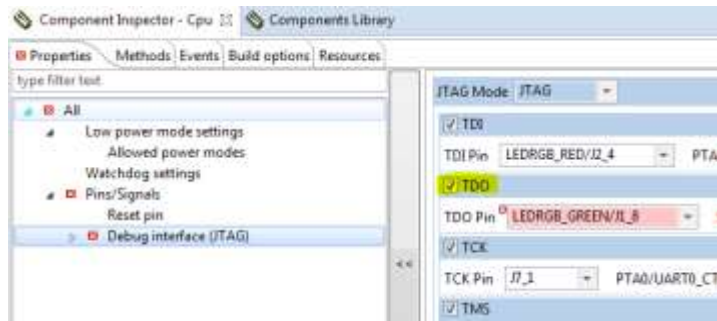 Component Inspector - Cpu Components Library
Properties Methods Events Build options Resources
type filter text
All
Low power mode settings
Allowed power modes
Watchdog settings
Pins/Signals
Reset pin
Debug interface (JTAG)
<<
JTAG Mode JTAG
TDI
TDI Pin LEDRGB_RED/J2_4 PTA
TDO
TDO Pin LEDRGB_GREEN/J1_8
TCK
TCK Pin J7_1 PTA0/UART0_CT
TMS